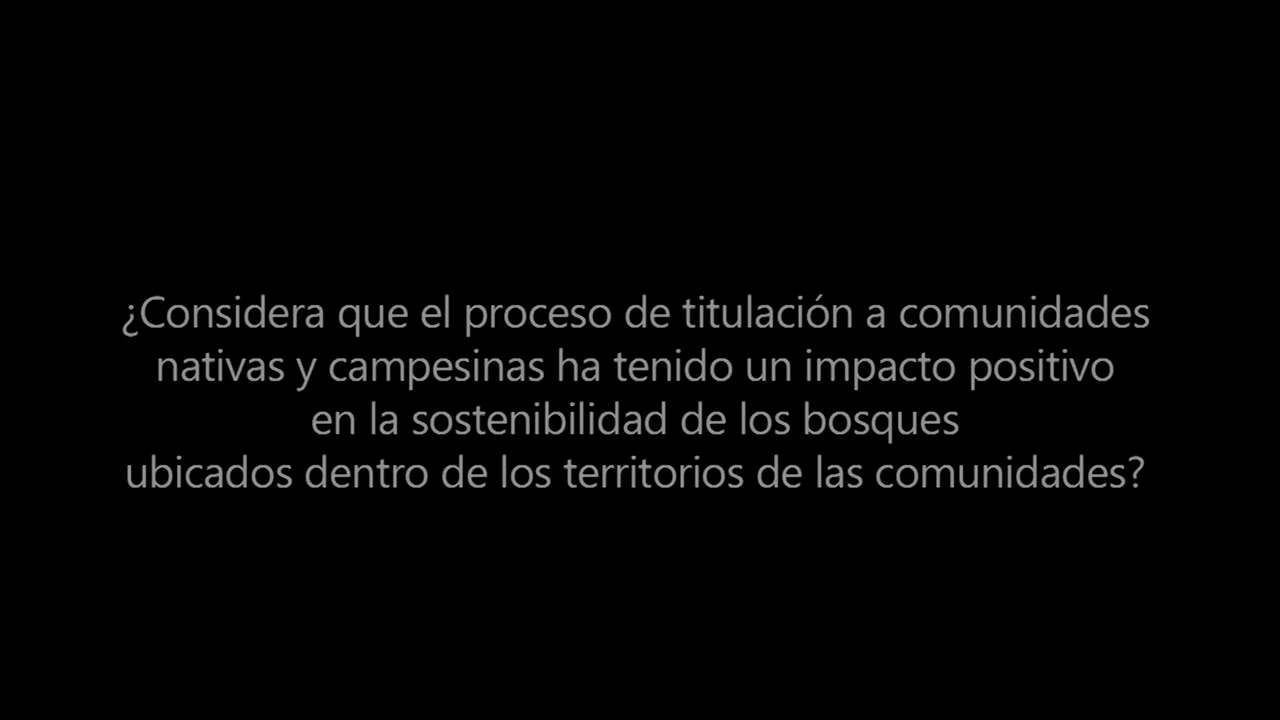 ¿Considera que el proceso de titulación a comunidades
nativas y campesinas ha tenido un impacto positivo
en la sostenibilidad de los bosques
ubicados dentro de los territorios de las comunidades?